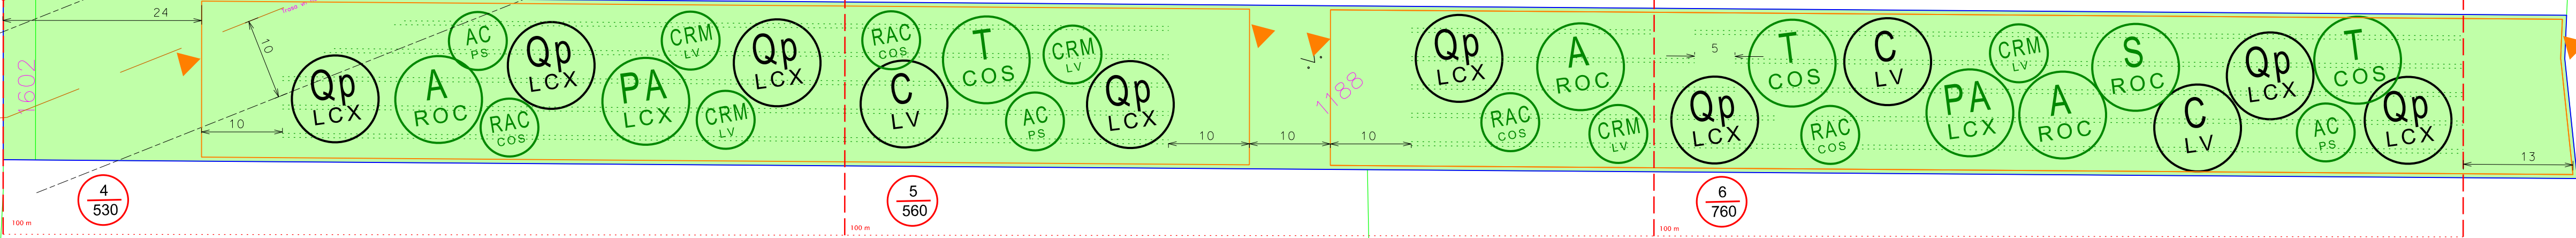 24
10
10
1602
Qp
LCX
A
ROC
AC
PS
RAC
COS
Qp
LCX
PA
LCX
CRM
LV
CRM
LV
Qp
LCX
RAC
COS
C
LV
T
COS
CRM
LV
AC
PS
Qp
LCX
10
10
10
.V.
1188
Qp
LCX
RAC
COS
A
ROC
CRM
LV
5
Qp
LCX
T
COS
RAC
COS
C
LV
PA
LCX
CRM
LV
A
ROC
S
ROC
C
LV
Qp
LCX
AC
PS
T
COS
Qp
LCX
13
4
530
5
560
6
760
100 m
100 m
100 m